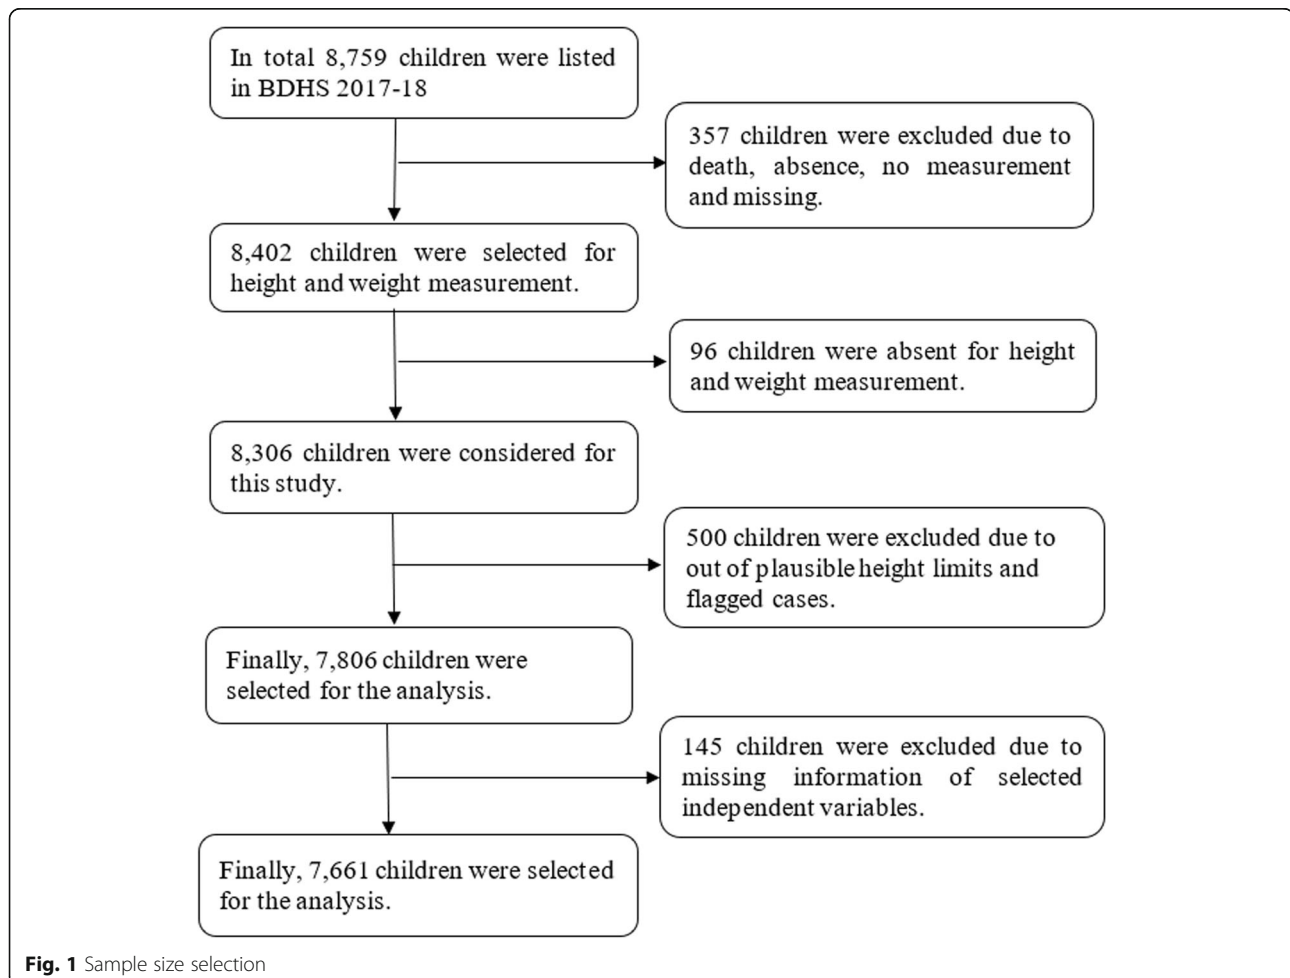 In total 8,759 children were listed
in BDHS 2017-18
357 children were excluded due to
death, absence, no measurement
and missing.
8,402 children were selected for
height and weight measurement.
96 children were absent for height
and weight measurement.
8,306 children were considered for
this study.
500 children were excluded due to
out of plausible height limits and
flagged cases.
Finally, 7,806 children were
selected for the analysis.
145 children were excluded due to
missing information of selected
independent variables.
Finally, 7,661 children were selected
for the analysis.
Fig. 1 Sample size selection